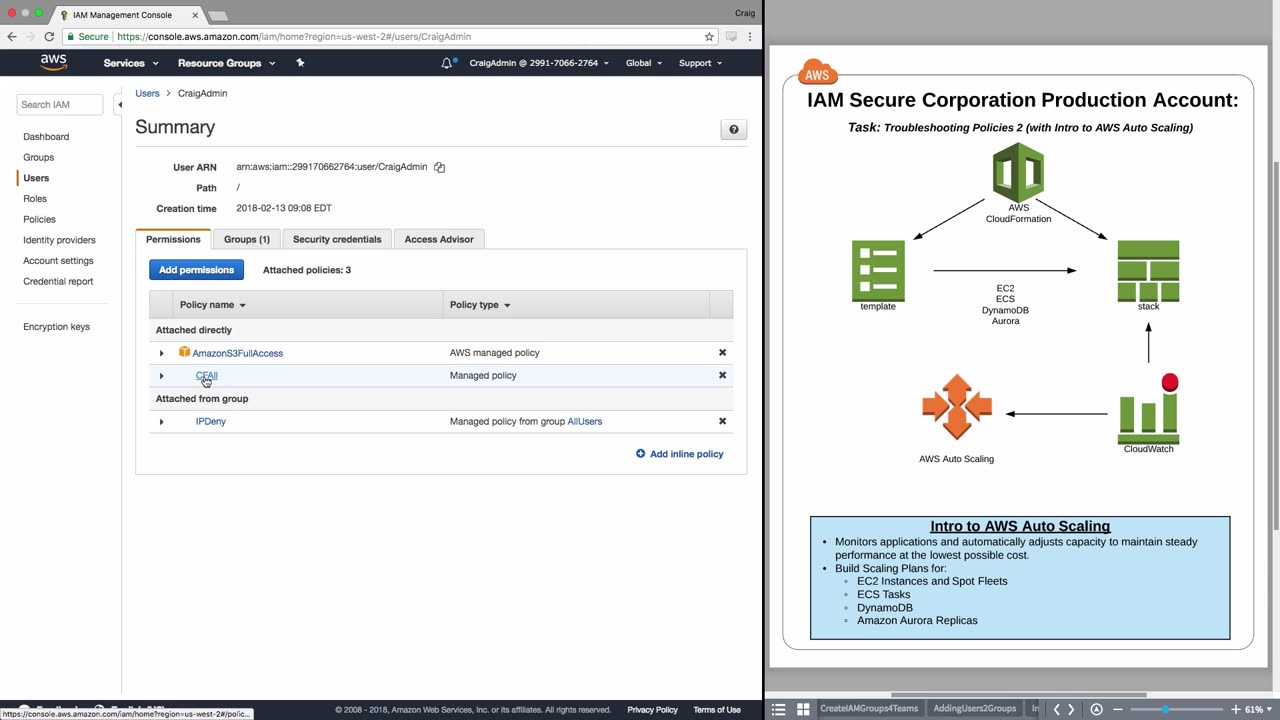 IAM Management Console
Craig
Secure
https://console.aws.amazon.com/iam/home?region=us-west-2#/users/CraigAdmin
aws
Services
Resource Groups
CraigAdmin @ 2991-7066-2764
Global
Support
Search IAM
Dashboard
Groups
Users
Roles
Policies
Identity providers
Account settings
Credential report
Encryption keys
Users > CraigAdmin
Summary
User ARN arn:aws:iam::299170662764:user/CraigAdmin
Path /
Creation time 2018-02-13 09:08 EDT
Permissions
Groups (1)
Security credentials
Access Advisor
Add permissions
Attached policies: 3
Policy name
Policy type
Attached directly
AmazonS3FullAccess AWS managed policy
CFAll Managed policy
Attached from group
IPDeny Managed policy from group AllUsers
Add inline policy
https://console.aws.amazon.com/iam/home?region=us-west-2#/polic...
© 2008 - 2018, Amazon Web Services, Inc. or its affiliates. All rights reserved.
Privacy Policy
Terms of Use
AWS
IAM Secure Corporation Production Account:
Task: Troubleshooting Policies 2 (with Intro to AWS Auto Scaling)
AWS
CloudFormation
template
EC2
ECS
DynamoDB
Aurora
stack
AWS Auto Scaling
CloudWatch
Intro to AWS Auto Scaling
• Monitors applications and automatically adjusts capacity to maintain steady
performance at the lowest possible cost.
• Build Scaling Plans for:
◦ EC2 Instances and Spot Fleets
◦ ECS Tasks
◦ DynamoDB
◦ Amazon Aurora Replicas
CreateIAMGroups4Teams
AddingUsers2Groups
61%